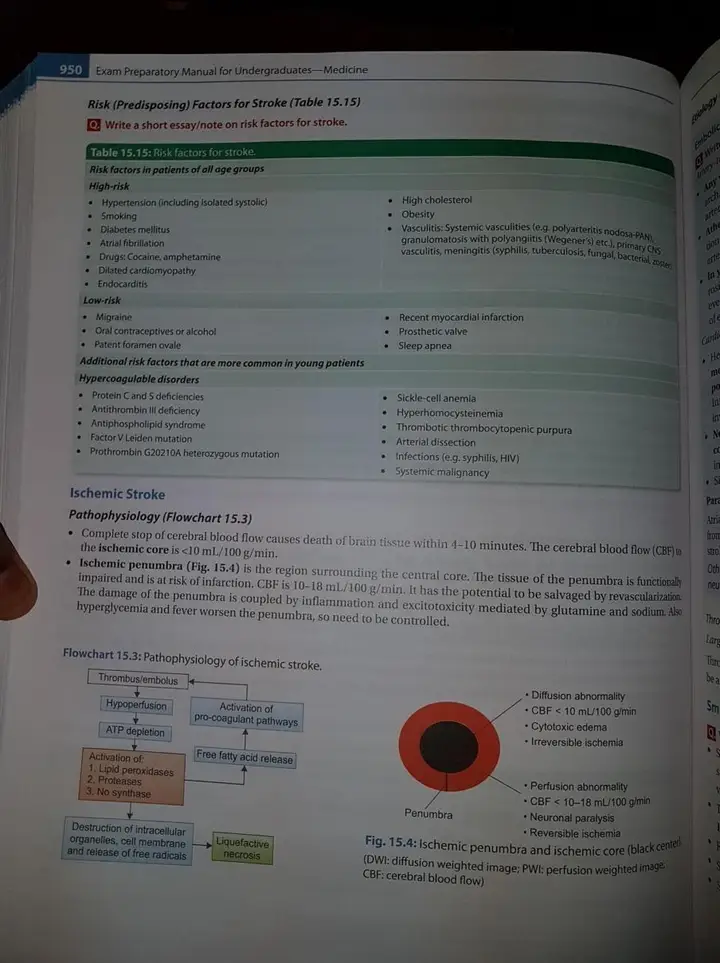 950 Exam Preparatory Manual for Undergraduates—Medicine
Risk (Predisposing) Factors for Stroke (Table 15.15)
Q. Write a short essay/note on risk factors for stroke.
Table 15.15: Risk factors for stroke.
Risk factors in patients of all age groups
High-risk
• Hypertension (including isolated systolic)
• Smoking
• Diabetes mellitus
• Atrial fibrillation
• Drugs: Cocaine, amphetamine
• Dilated cardiomyopathy
• Endocarditis
• High cholesterol
• Obesity
• Vasculitis: Systemic vasculities (e.g. polyarteritis nodosa-PAN),
granulomatosis with polyangiitis (Wegener's) etc.), primary CNS
vasculitis, meningitis (syphilis, tuberculosis, fungal, bacterial, zoster)
Low-risk
• Migraine
• Oral contraceptives or alcohol
• Patent foramen ovale
• Recent myocardial infarction
• Prosthetic valve
• Sleep apnea
Additional risk factors that are more common in young patients
Hypercoagulable disorders
• Protein C and S deficiencies
• Antithrombin III deficiency
• Antiphospholipid syndrome
• Factor V Leiden mutation
• Prothrombin G20210A heterozygous mutation
• Sickle-cell anemia
• Hyperhomocysteinemia
• Thrombotic thrombocytopenic purpura
• Arterial dissection
• Infections (e.g. syphilis, HIV)
• Systemic malignancy
Ischemic Stroke
Pathophysiology (Flowchart 15.3)
• Complete stop of cerebral blood flow causes death of brain tissue within 4–10 minutes. The cerebral blood flow (CBF) to
the ischemic core is <10 mL/100 g/min.
• Ischemic penumbra (Fig. 15.4) is the region surrounding the central core. The tissue of the penumbra is functionally
impaired and is at risk of infarction. CBF is 10–18 mL/100 g/min. It has the potential to be salvaged by revascularization.
The damage of the penumbra is coupled by inflammation and excitotoxicity mediated by glutamine and sodium. Also
hyperglycemia and fever worsen the penumbra, so need to be controlled.
Flowchart 15.3: Pathophysiology of ischemic stroke.
Thrombus/embolus
Hypoperfusion
ATP depletion
Activation of:
1. Lipid peroxidases
2. Proteases
3. No synthase
Destruction of intracellular
organelles, cell membrane
and release of free radicals
Liquefactive
necrosis
Free fatty acid release
Activation of
pro-coagulant pathways
• Diffusion abnormality
• CBF < 10 mL/100 g/min
• Cytotoxic edema
• Irreversible ischemia
• Perfusion abnormality
• CBF < 10–18 mL/100 g/min
• Neuronal paralysis
• Reversible ischemia
Penumbra
Fig. 15.4: Ischemic penumbra and ischemic core (black center)
(DWI: diffusion weighted image; PWI: perfusion weighted image.
CBF: cerebral blood flow)
Etiology